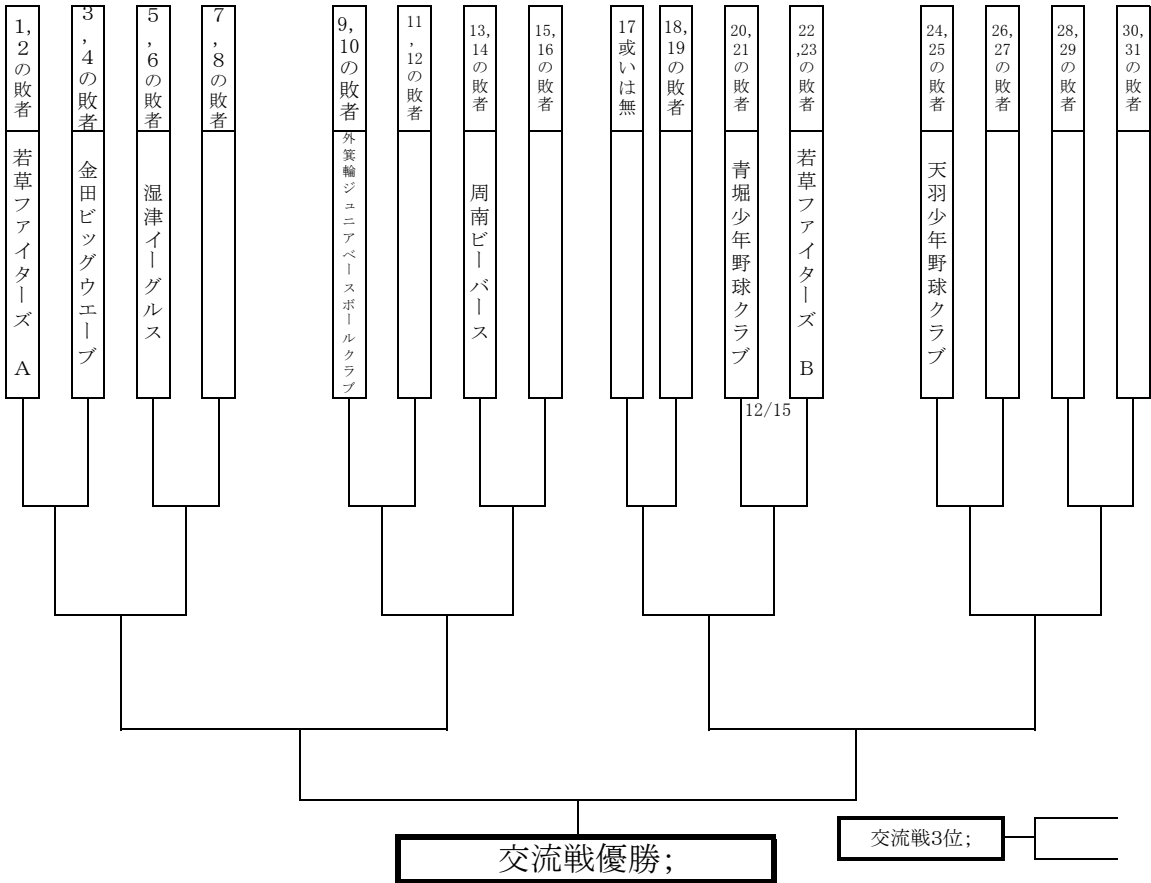 1,2の敗者
3,4の敗者
5,6の敗者
7,8の敗者
9,10の敗者
11,12の敗者
13,14の敗者
15,16の敗者
17或いは無
18,19の敗者
20,21の敗者
22,23の敗者
24,25の敗者
26,27の敗者
28,29の敗者
30,31の敗者
若草ファイターズ A
金田ビッグウエーブ
湿津イーグルス
外箕輪ジュニアベースボールクラブ
周南ビーバース
青堀少年野球クラブ
若草ファイターズ B
天羽少年野球クラブ
12/15
交流戦3位;
交流戦優勝;